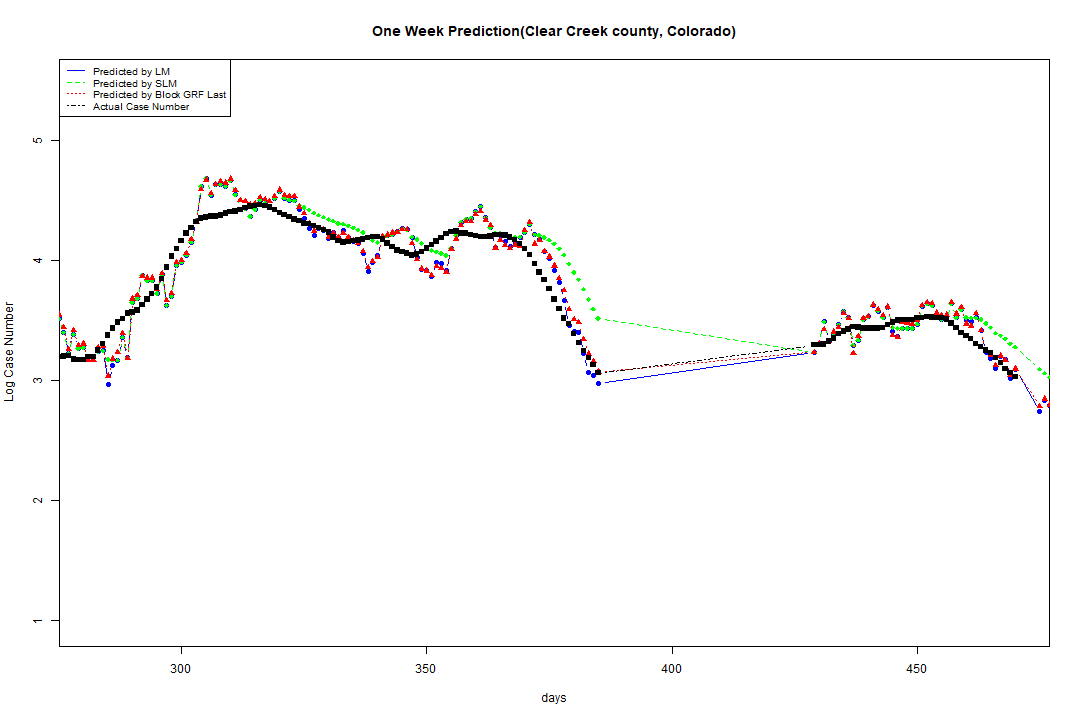 One Week Prediction(Clear Creek county, Colorado)
Predicted by LM
Predicted by SLM
Predicted by Block GRF Last
Actual Case Number
5
4
3
2
1
Log Case Number
300 350 400 450
days